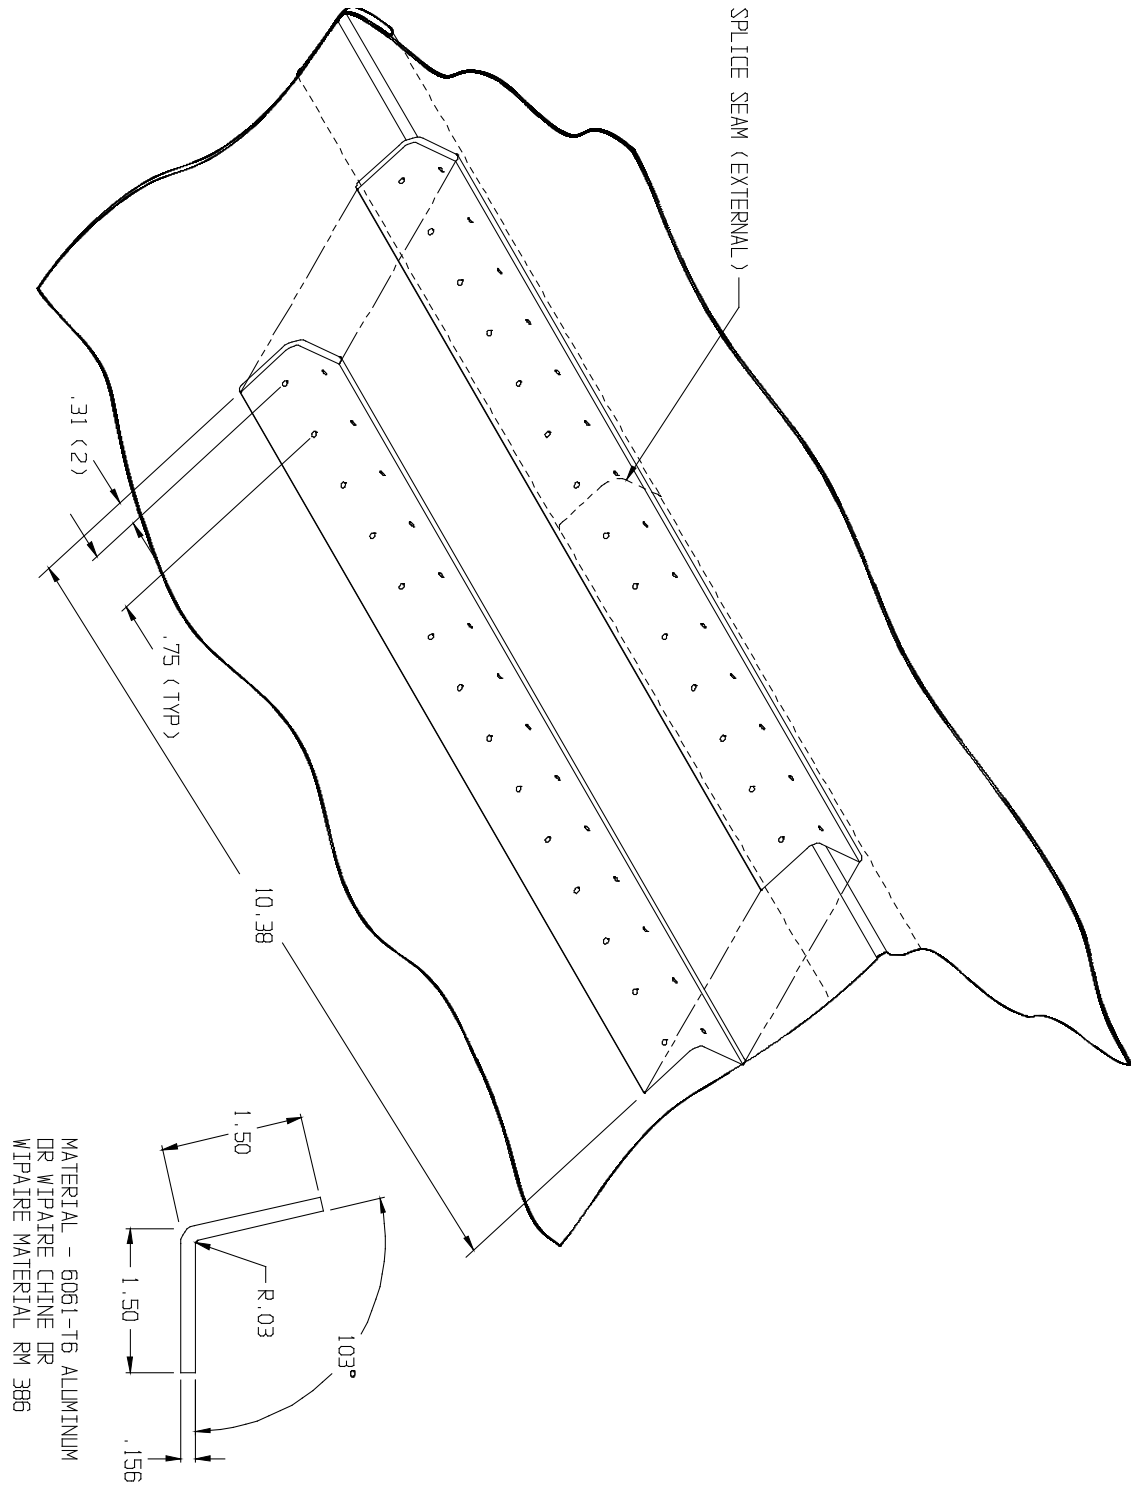 SPLICE SEAM (EXTERNAL)
.31 (2)
.75 (TYP)
10.38
1.50
R.03
103°
1.50
.156
MATERIAL - 6061-T6 ALUMINUM
OR WIPAIRE CHINE OR
WIPAIRE MATERIAL RM 386